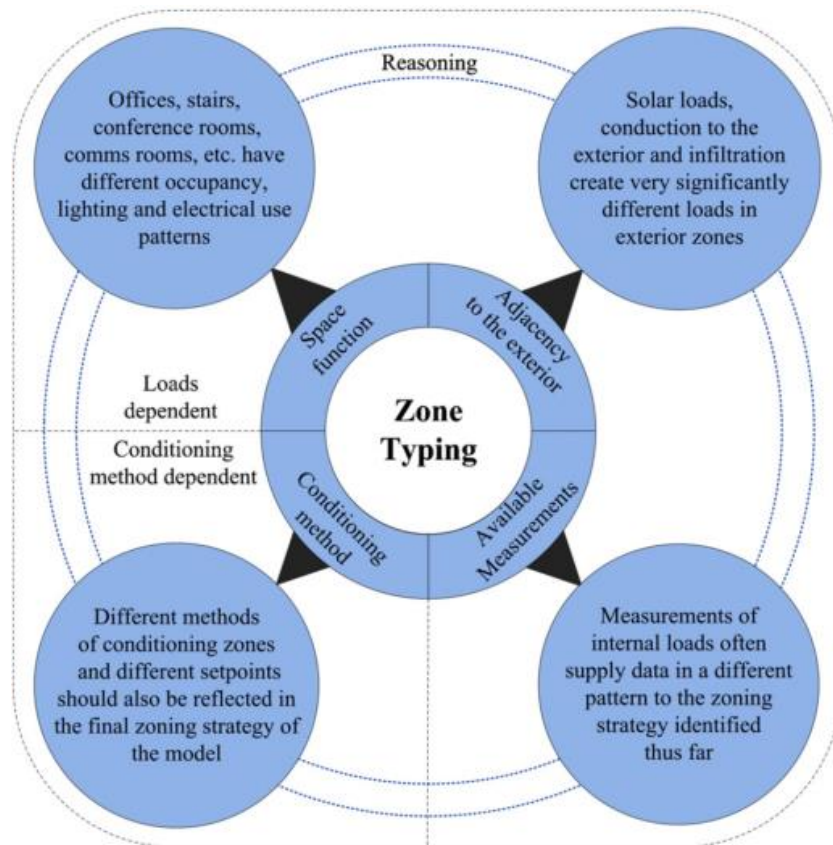 Reasoning
Offices, stairs,
conference rooms,
comms rooms, etc. have
different occupancy,
lighting and electrical use
patterns
Solar loads,
conduction to the
exterior and infiltration
create very significantly
different loads in
exterior zones
Space
function
Adjacency
to the exterior
Loads
dependent
Zone
Typing
Conditioning
method dependent
Conditioning
method
Available
Measurements
Different methods
of conditioning zones
and different setpoints
should also be reflected in
the final zoning strategy of
the model
Measurements of
internal loads often
supply data in a different
pattern to the zoning
strategy identified
thus far